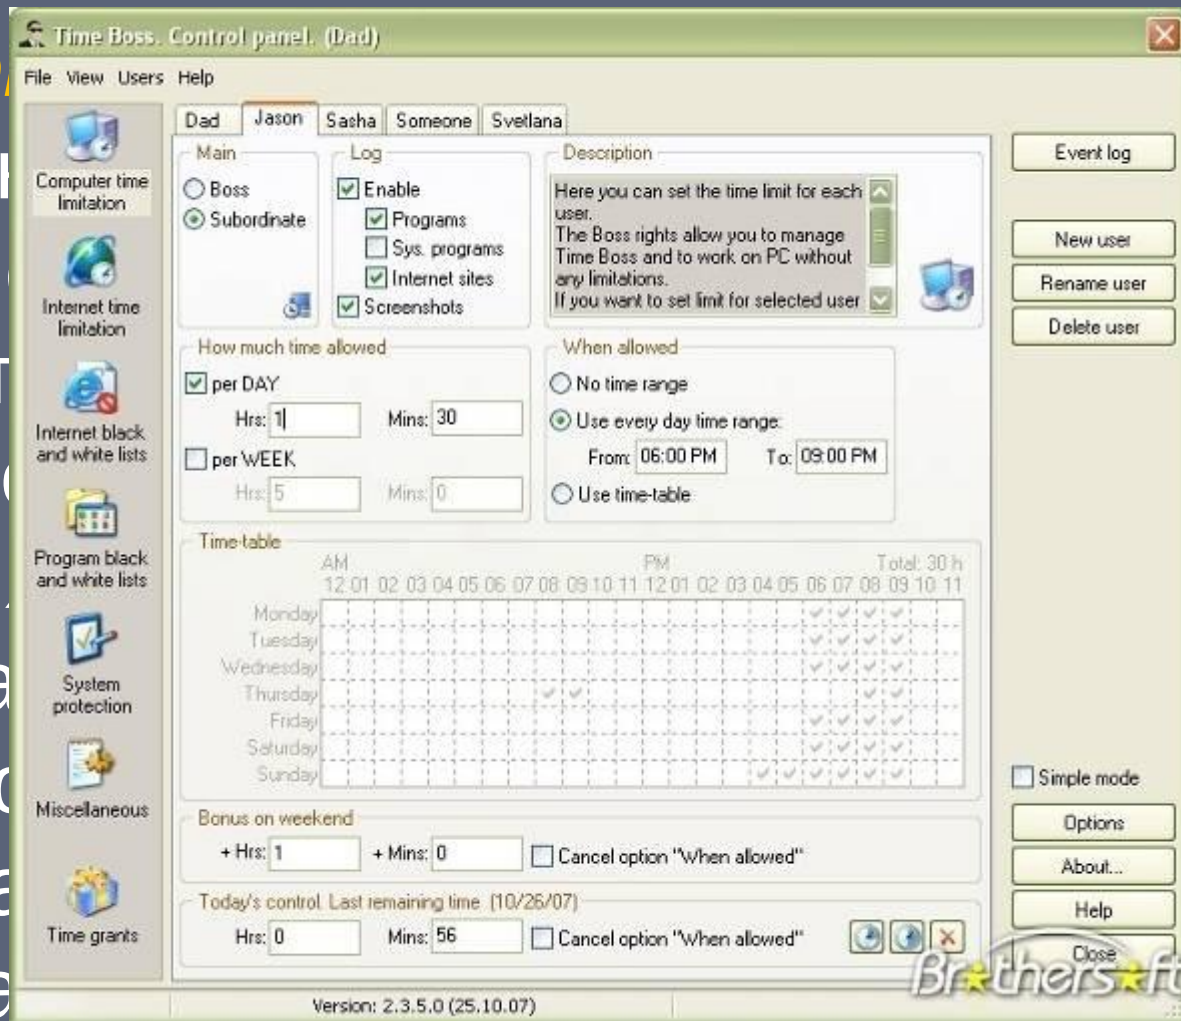 Time Boss. Control panel. (Dad)
File View Users Help
Computer time
limitation
Internet time
limitation
Internet black
and white lists
Program black
and white lists
System
protection
Miscellaneous
Time grants
Dad Jason Sasha Someone Svetlana
Main
Boss
Subordinate
Log
Enable
Programs
Sys. programs
Internet sites
Screenshots
Description
Here you can set the time limit for each
user.
The Boss rights allow you to manage
Time Boss and to work on PC without
any limitations.
If you want to set limit for selected user
How much time allowed
per DAY
Hrs: 1 Mins: 30
per WEEK
Hrs: 5 Mins: 0
When allowed
No time range
Use every day time range:
From: 06:00 PM To: 09:00 PM
Use time-table
Time-table
AM PM Total: 30 h
12 01 02 03 04 05 06 07 08 09 10 11 12 01 02 03 04 05 06 07 08 09 10 11
Monday
Tuesday
Wednesday
Thursday
Friday
Saturday
Sunday
Bonus on weekend
+ Hrs: 1 + Mins: 0 Cancel option "When allowed"
Today's control. Last remaining time (10/26/07)
Hrs: 0 Mins: 56 Cancel option "When allowed"
Event log
New user
Rename user
Delete user
Simple mode
Options
About...
Help
Close
Brothersoft
Version: 2.3.5.0 (25.10.07)